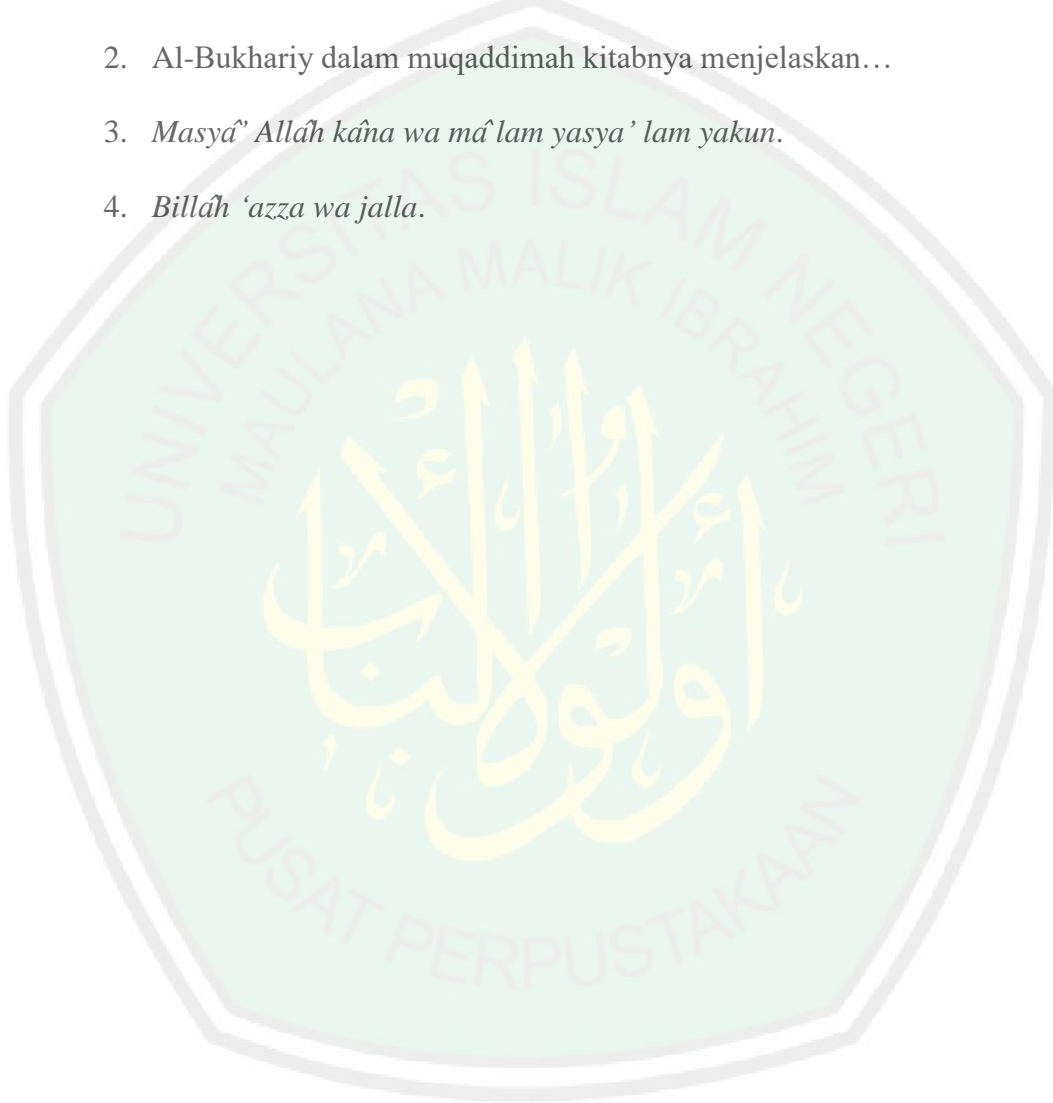 2. Al-Bukhariy dalam muqaddimah kitabnya menjelaskan…
3. Masyâ’ Allâh kâna wa mâ lam yasya’ lam yakun.
4. Billâh ‘azza wa jalla.
UNIVERSITAS ISLAM NEGERI
MAULANA MALIK IBRAHIM
أولوا الألباب
PUSAT PERPUSTAKAAN